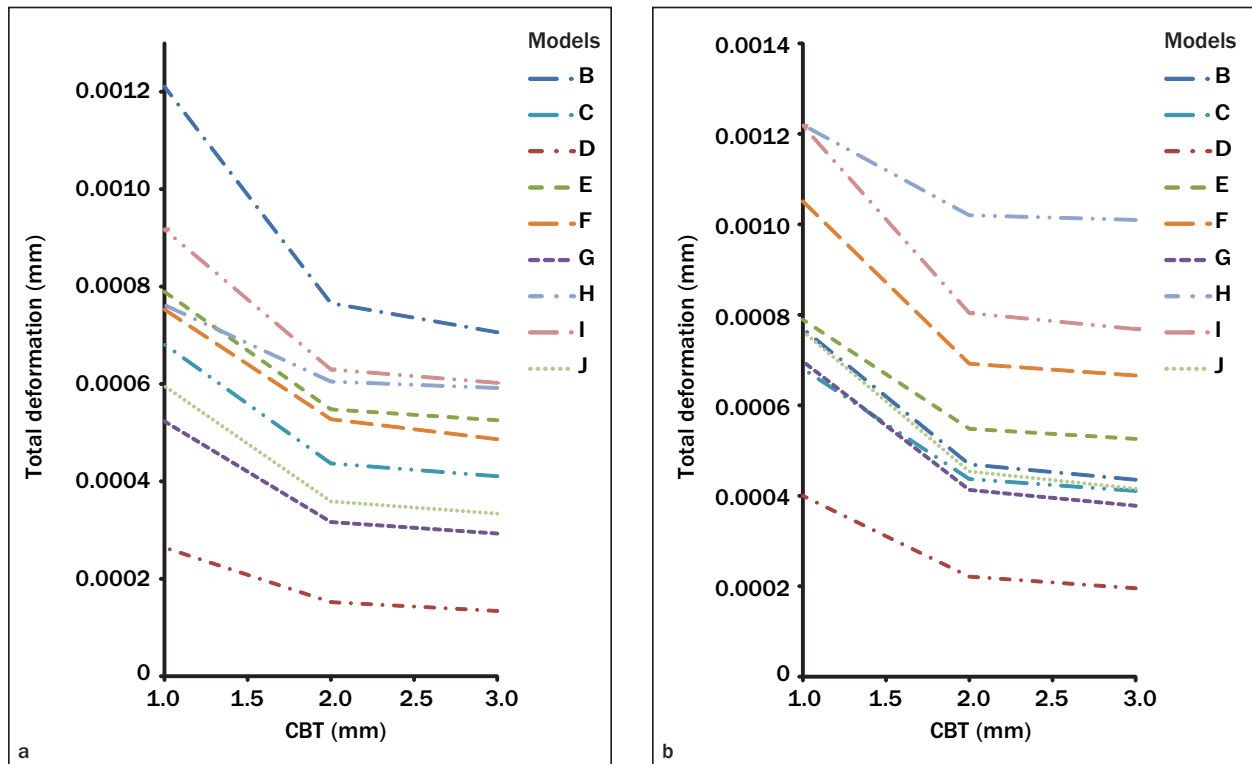 Models
B
C
D
E
F
G
H
I
J
Total deformation (mm)
0.0012
0.0010
0.0008
0.0006
0.0004
0.0002
0
1.0 1.5 2.0 2.5 3.0
CBT (mm)
a
Models
B
C
D
E
F
G
H
I
J
Total deformation (mm)
0.0014
0.0012
0.0010
0.0008
0.0006
0.0004
0.0002
0
1.0 1.5 2.0 2.5 3.0
CBT (mm)
b